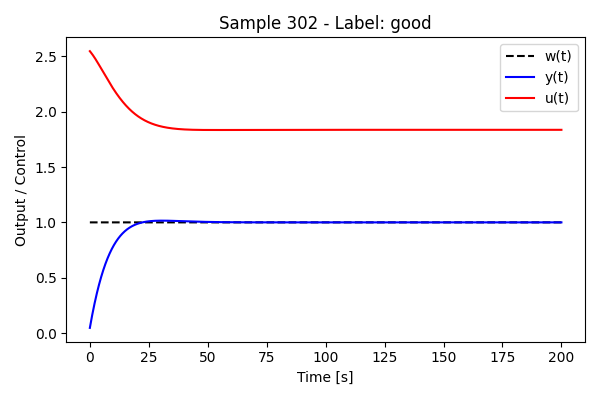 Sample 302 - Label: good
2.5
2.0
1.5
1.0
0.5
0.0
Output / Control
w(t)
y(t)
u(t)
0 25 50 75 100 125 150 175 200
Time [s]